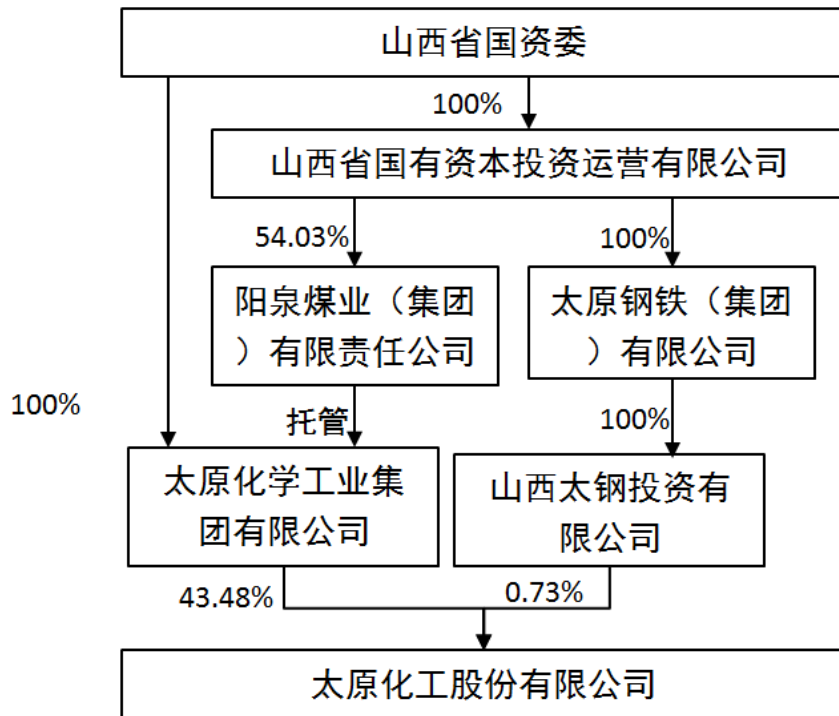 山西省国资委
100%
山西省国有资本投资运营有限公司
54.03%
100%
阳泉煤业（集团
）有限责任公司
太原钢铁（集团
）有限公司
100%
托管
100%
太原化学工业集
团有限公司
山西太钢投资有
限公司
43.48%
0.73%
太原化工股份有限公司